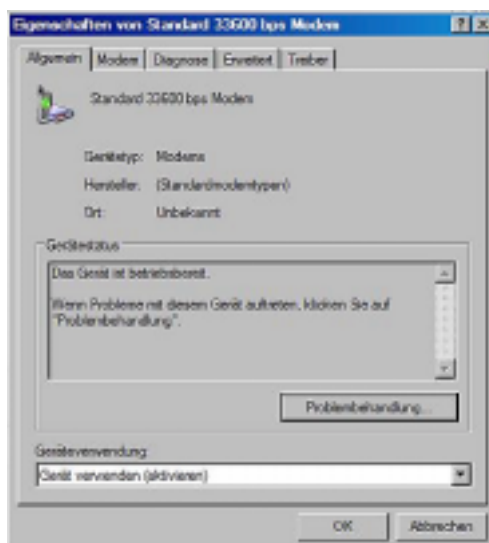 Eigenschaften von Standard 33600 bps Modem
Allgemein Modem Diagnose Erweitert Treiber
Standard 33600 bps Modem
Gerätetyp: Modems
Hersteller: (Standardmodemtypen)
Ort: Unbekannt
Gerätestatus
Das Gerät ist betriebsbereit.
Wenn Probleme mit diesem Gerät auftreten, klicken Sie auf
"Problembehandlung".
Problembehandlung...
Geräteverwendung:
Gerät verwenden (aktivieren)
OK Abbrechen